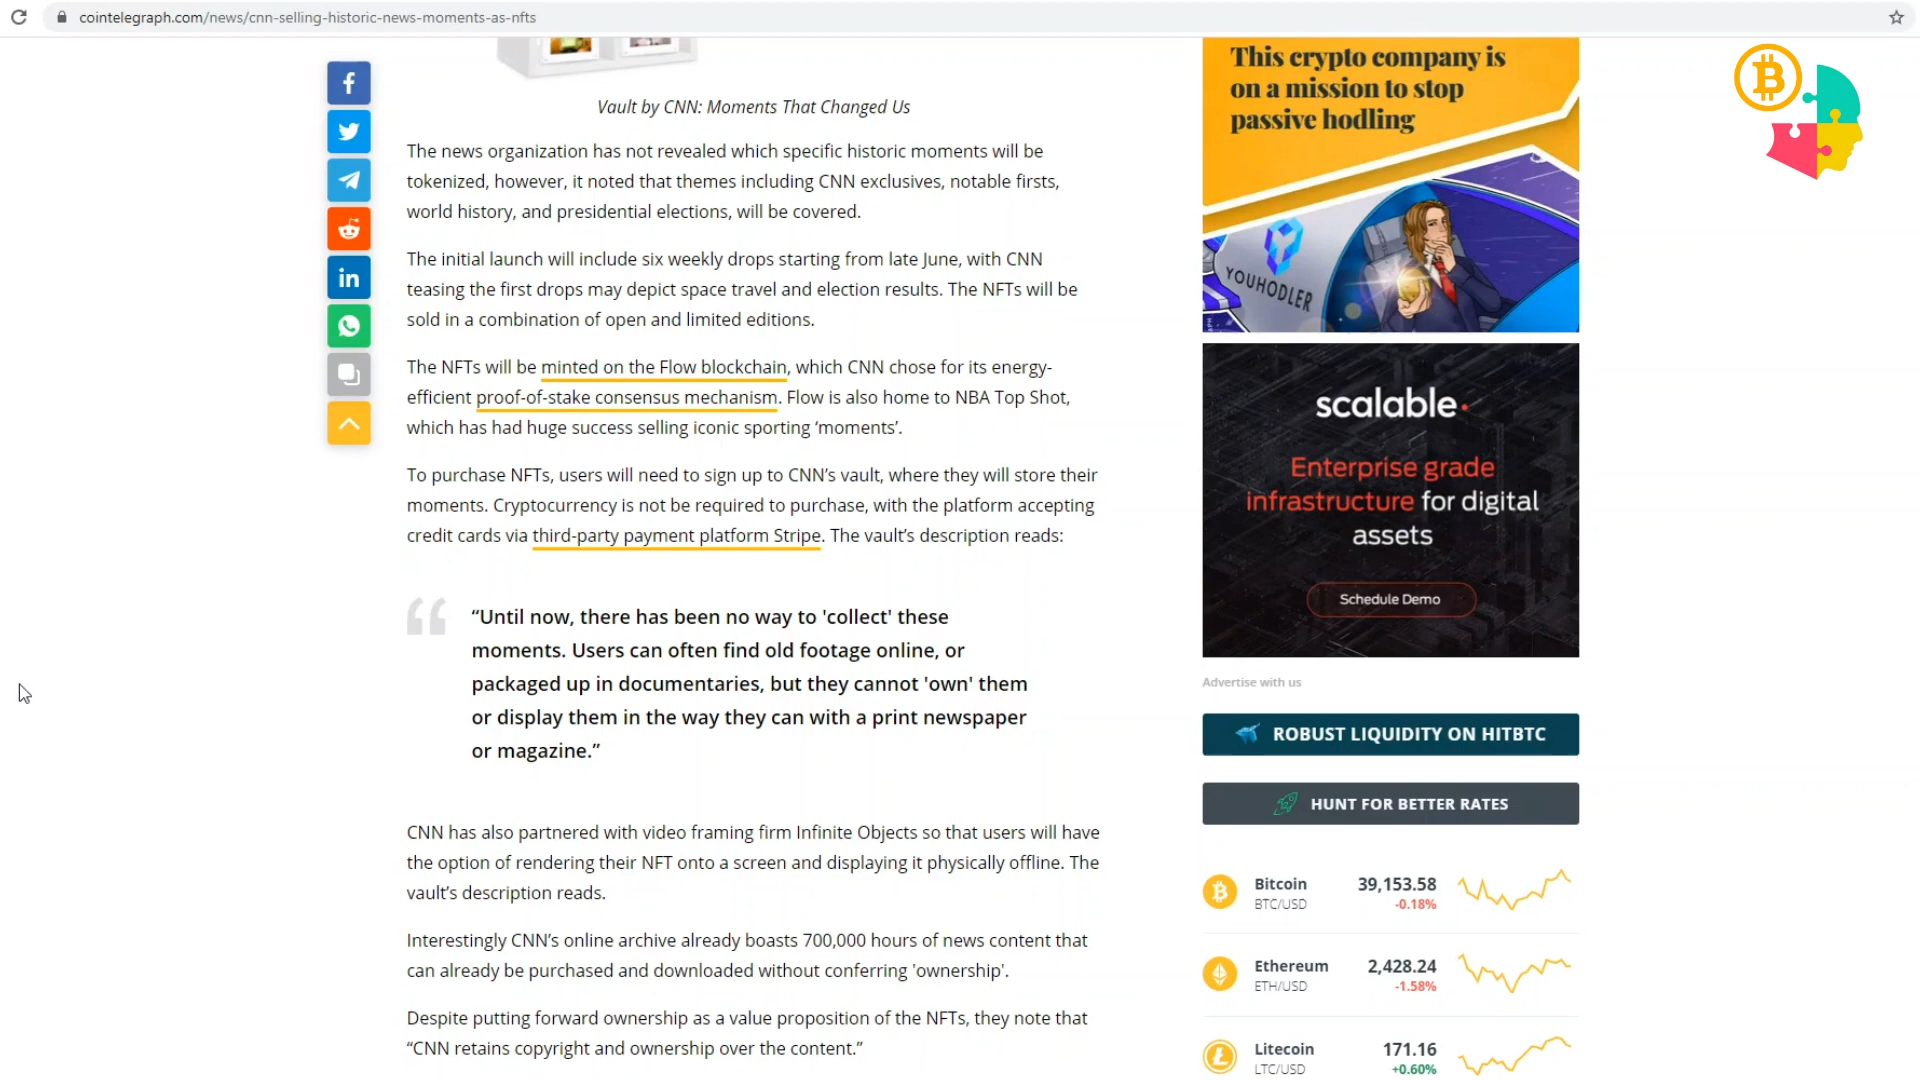 cointelegraph.com/news/cnn-selling-historic-news-moments-as-nfts
Vault by CNN: Moments That Changed Us
The news organization has not revealed which specific historic moments will be
tokenized, however, it noted that themes including CNN exclusives, notable firsts,
world history, and presidential elections, will be covered.
The initial launch will include six weekly drops starting from late June, with CNN
teasing the first drops may depict space travel and election results. The NFTs will be
sold in a combination of open and limited editions.
The NFTs will be minted on the Flow blockchain, which CNN chose for its energy-
efficient proof-of-stake consensus mechanism. Flow is also home to NBA Top Shot,
which has had huge success selling iconic sporting ‘moments’.
To purchase NFTs, users will need to sign up to CNN’s vault, where they will store their
moments. Cryptocurrency is not be required to purchase, with the platform accepting
credit cards via third-party payment platform Stripe. The vault’s description reads:
“Until now, there has been no way to 'collect' these
moments. Users can often find old footage online, or
packaged up in documentaries, but they cannot 'own' them
or display them in the way they can with a print newspaper
or magazine.”
CNN has also partnered with video framing firm Infinite Objects so that users will have
the option of rendering their NFT onto a screen and displaying it physically offline. The
vault’s description reads.
Interestingly CNN’s online archive already boasts 700,000 hours of news content that
can already be purchased and downloaded without conferring 'ownership'.
Despite putting forward ownership as a value proposition of the NFTs, they note that
“CNN retains copyright and ownership over the content.”
This crypto company is
on a mission to stop
passive hodling
YOUHODLER
scalable.
Enterprise grade
infrastructure for digital
assets
Schedule Demo
Advertise with us
ROBUST LIQUIDITY ON HITBTC
HUNT FOR BETTER RATES
Bitcoin 39,153.58
BTC/USD -0.18%
Ethereum 2,428.24
ETH/USD -1.58%
Litecoin 171.16
LTC/USD +0.60%